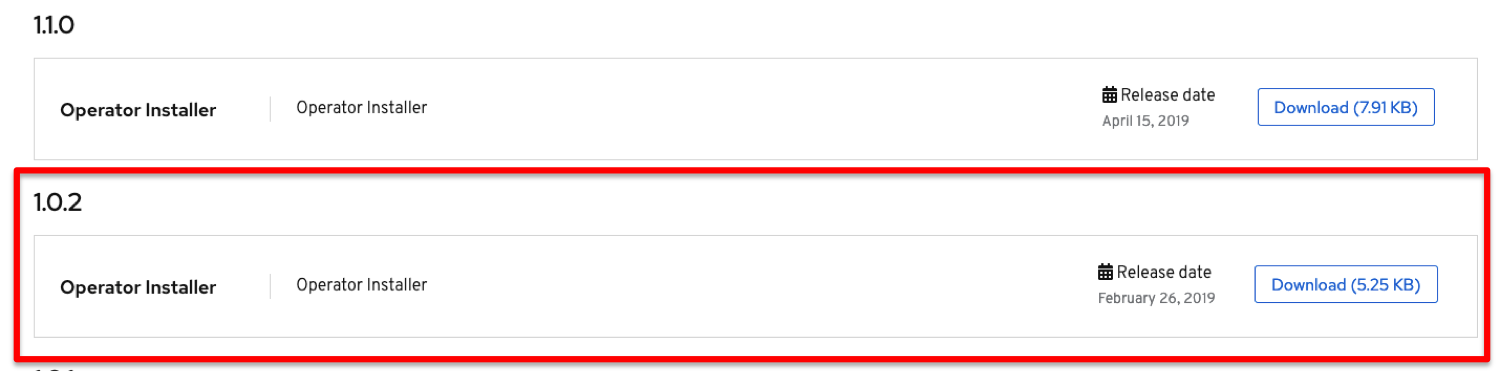 1.1.0
Operator Installer
Operator Installer
Release date
April 15, 2019
Download (7.91 KB)
1.0.2
Operator Installer
Operator Installer
Release date
February 26, 2019
Download (5.25 KB)